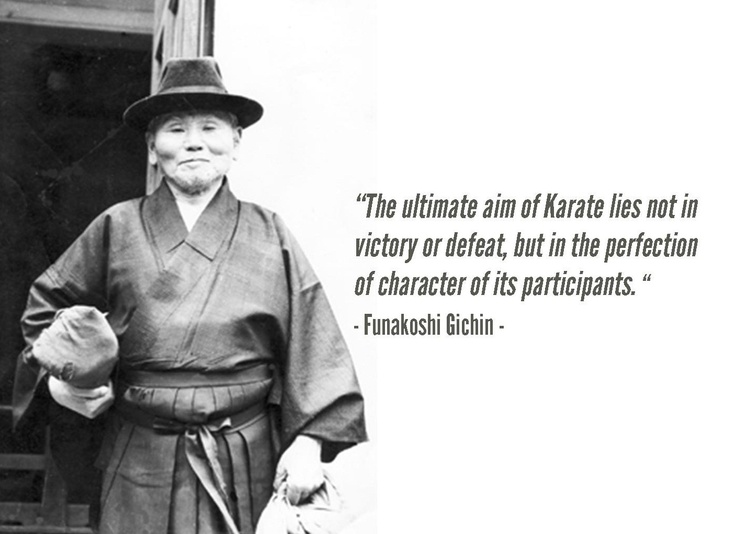 “The ultimate aim of Karate lies not in
victory or defeat, but in the perfection
of character of its participants. “
- Funakoshi Gichin -